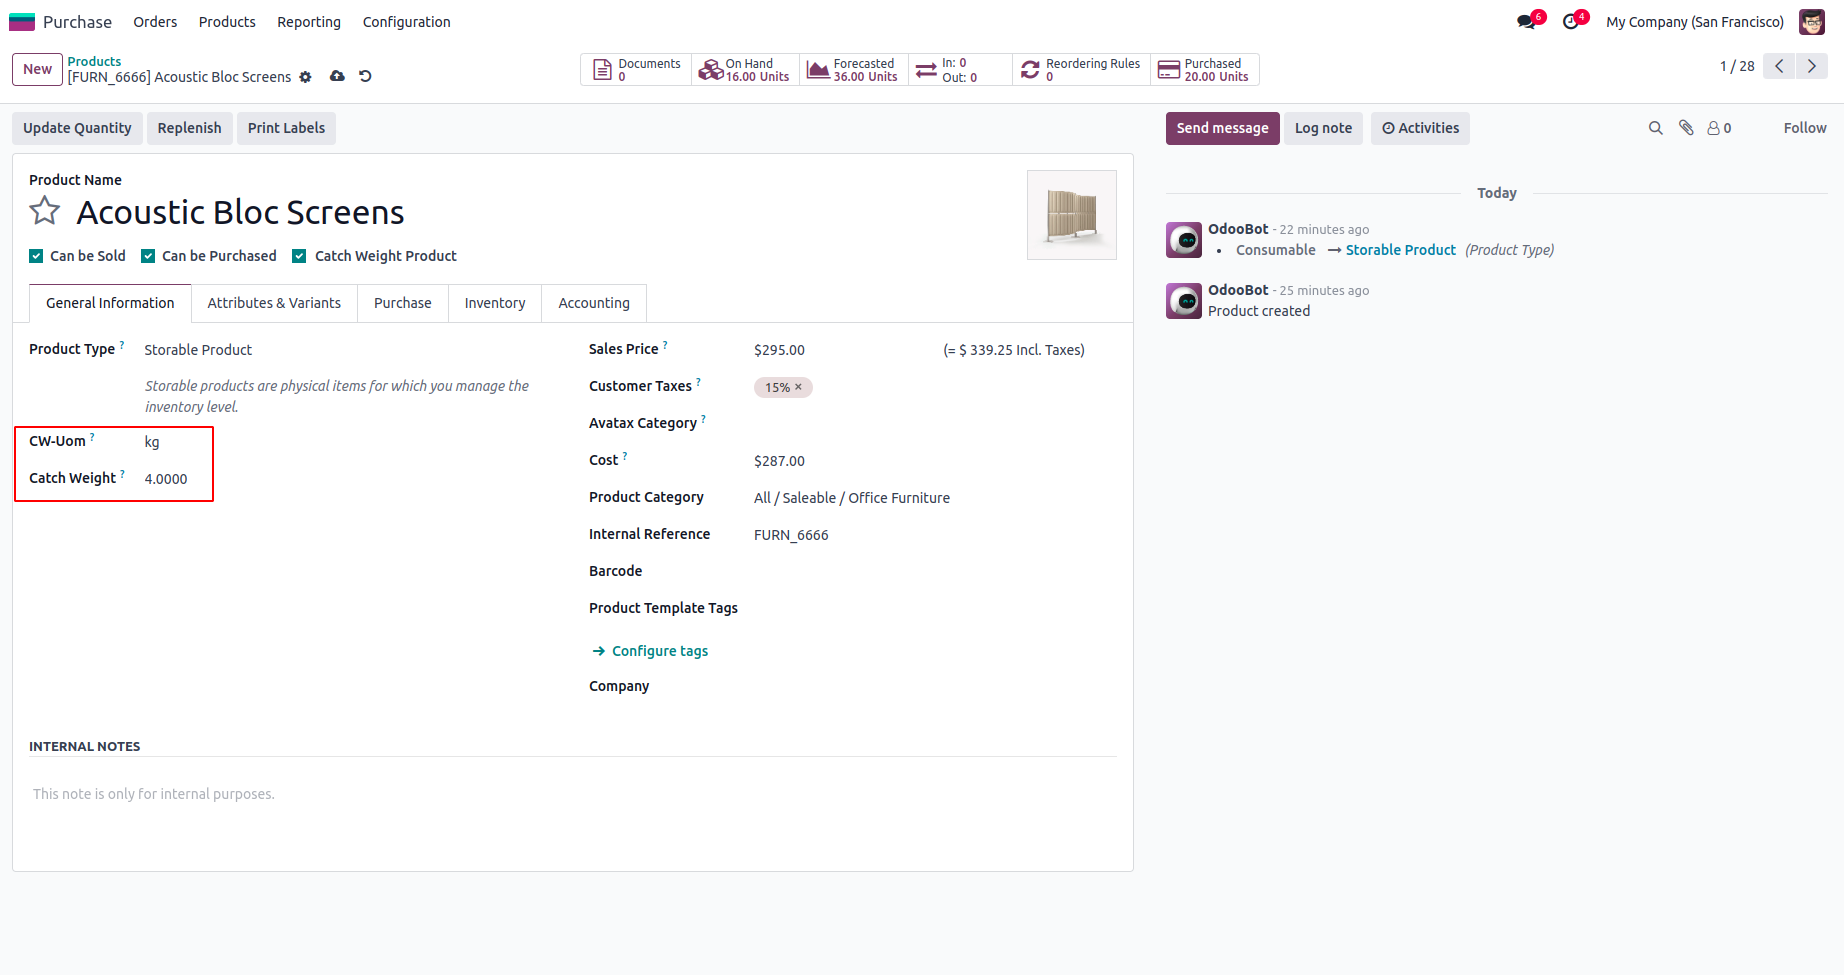 Purchase Orders Products Reporting Configuration 6 4 My Company (San Francisco)
New Products
[FURN_6666] Acoustic Bloc Screens
Documents 0
On Hand 16.00 Units
Forecasted 36.00 Units
In: 0
Out: 0
Reordering Rules 0
Purchased 20.00 Units
1 / 28
Update Quantity Replenish Print Labels
Send message Log note Activities 0 Follow
Product Name
Acoustic Bloc Screens
Can be Sold Can be Purchased Catch Weight Product
General Information Attributes & Variants Purchase Inventory Accounting
Product Type ? Storable Product
Storable products are physical items for which you manage the
inventory level.
CW-Uom ? kg
Catch Weight ? 4.0000
Sales Price ? $295.00 (= $ 339.25 Incl. Taxes)
Customer Taxes ? 15% ×
Avatax Category ?
Cost ? $287.00
Product Category All / Saleable / Office Furniture
Internal Reference FURN_6666
Barcode
Product Template Tags
→ Configure tags
Company
INTERNAL NOTES
This note is only for internal purposes.
Today
OdooBot - 22 minutes ago
• Consumable → Storable Product (Product Type)
OdooBot - 25 minutes ago
Product created